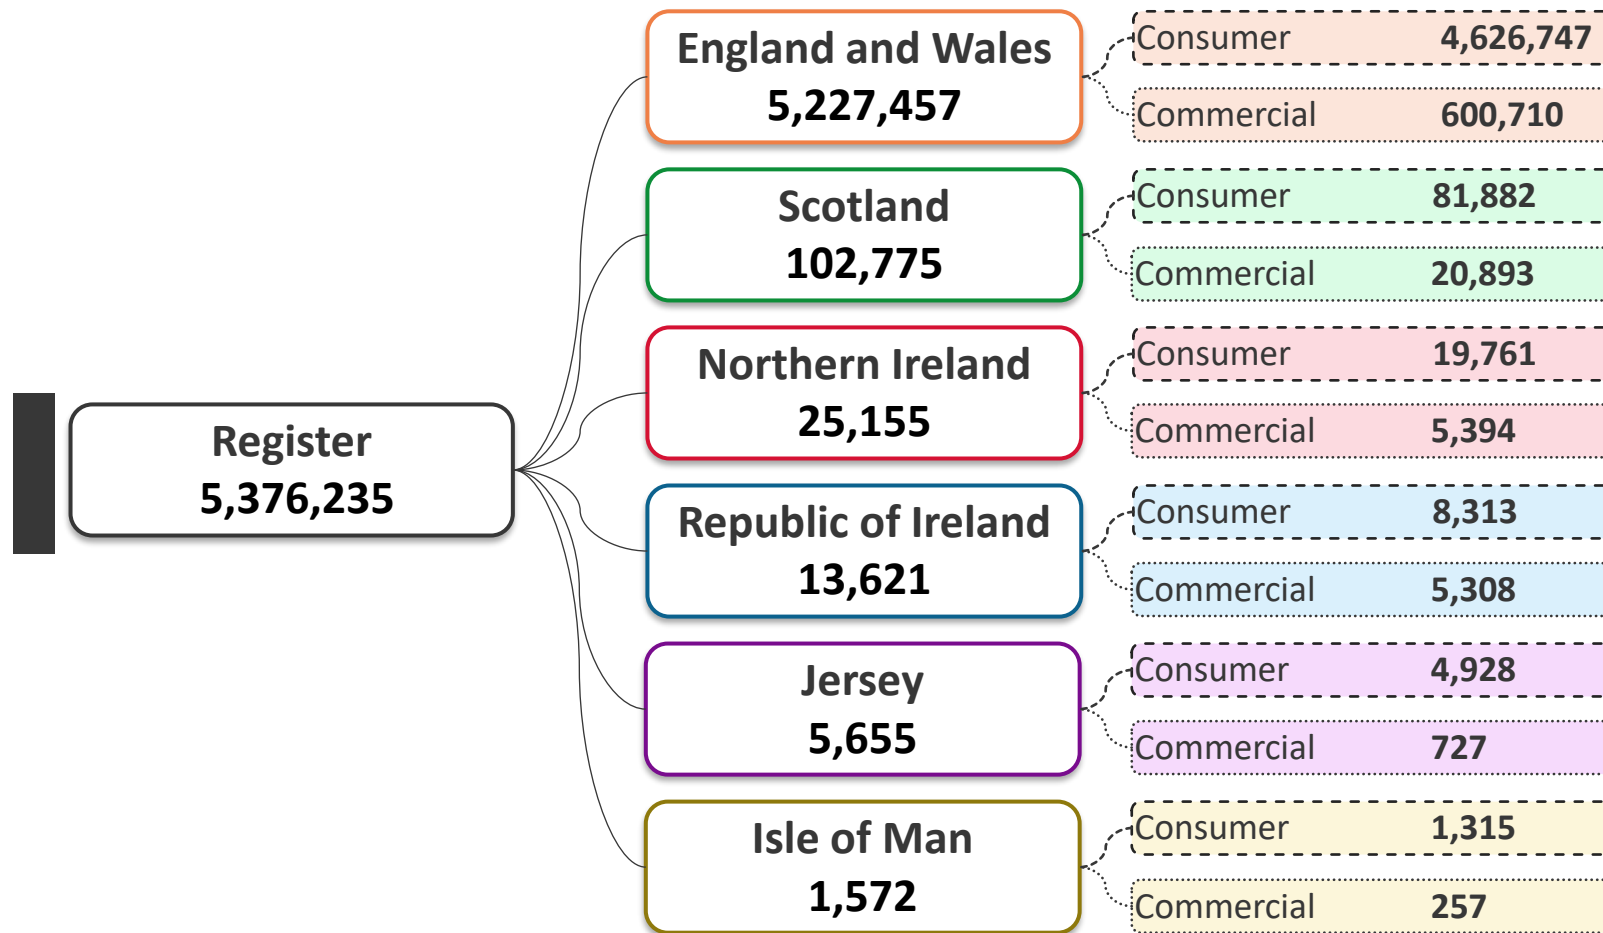 Register
5,376,235
England and Wales
5,227,457
Consumer 4,626,747
Commercial 600,710
Scotland
102,775
Consumer 81,882
Commercial 20,893
Northern Ireland
25,155
Consumer 19,761
Commercial 5,394
Republic of Ireland
13,621
Consumer 8,313
Commercial 5,308
Jersey
5,655
Consumer 4,928
Commercial 727
Isle of Man
1,572
Consumer 1,315
Commercial 257